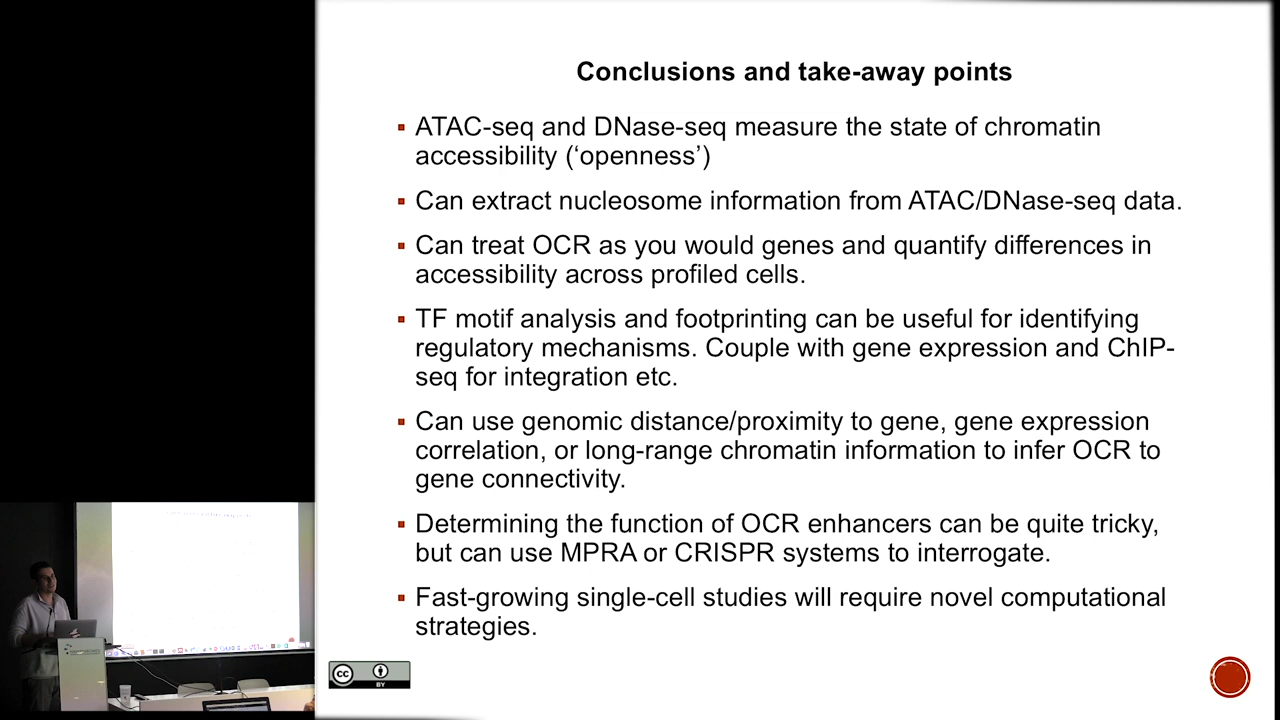 Conclusions and take-away points
▪ ATAC-seq and DNase-seq measure the state of chromatin
accessibility (‘openness’)
▪ Can extract nucleosome information from ATAC/DNase-seq data.
▪ Can treat OCR as you would genes and quantify differences in
accessibility across profiled cells.
▪ TF motif analysis and footprinting can be useful for identifying
regulatory mechanisms. Couple with gene expression and ChIP-
seq for integration etc.
▪ Can use genomic distance/proximity to gene, gene expression
correlation, or long-range chromatin information to infer OCR to
gene connectivity.
▪ Determining the function of OCR enhancers can be quite tricky,
but can use MPRA or CRISPR systems to interrogate.
▪ Fast-growing single-cell studies will require novel computational
strategies.
cc
BY